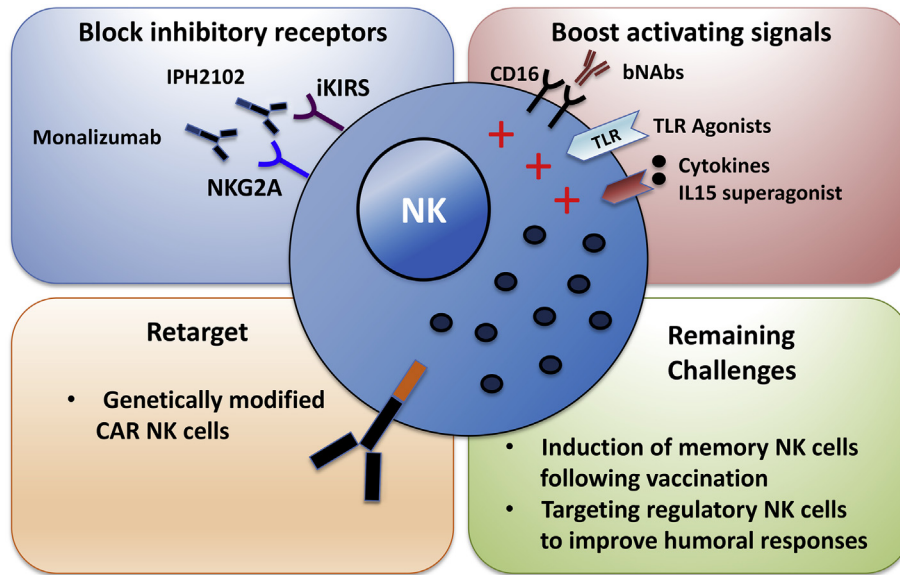 Block inhibitory receptors
IPH2102
iKIRS
Monalizumab
NKG2A
Boost activating signals
CD16
bNAbs
TLR
TLR Agonists
Cytokines
IL15 superagonist
NK
Retarget
• Genetically modified
CAR NK cells
Remaining
Challenges
• Induction of memory NK cells
following vaccination
• Targeting regulatory NK cells
to improve humoral responses